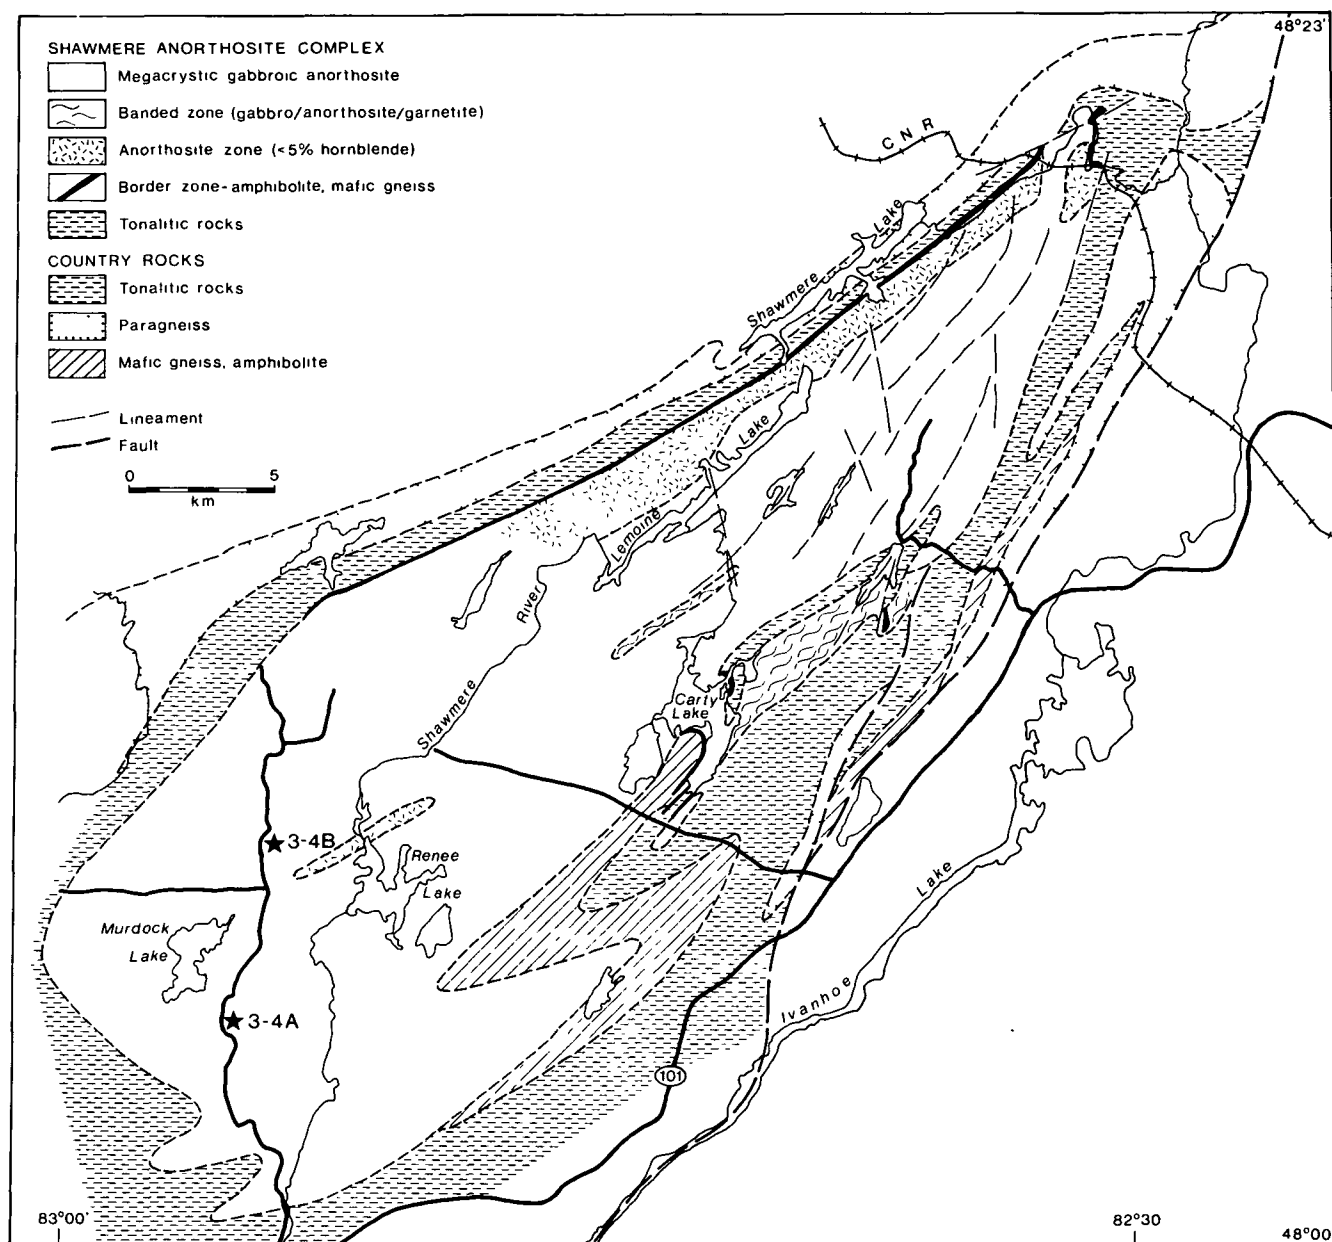 48°23'
SHAWMERE ANORTHOSITE COMPLEX
Megacrystic gabbroic anorthosite
Banded zone (gabbro/anorthosite/garnetite)
Anorthosite zone (<5% hornblende)
Border zone-amphibolite, mafic gneiss
Tonalitic rocks
COUNTRY ROCKS
Tonalitic rocks
Paragneiss
Mafic gneiss, amphibolite
Lineament
Fault
0 5
km
CNR
Shawmere Lake
Lemoine Lake
Shawmere River
Carty
Lake
3-4B
Renee
Lake
Murdock
Lake
3-4A
Ivanhoe Lake
101
83°00'
82°30
48°00